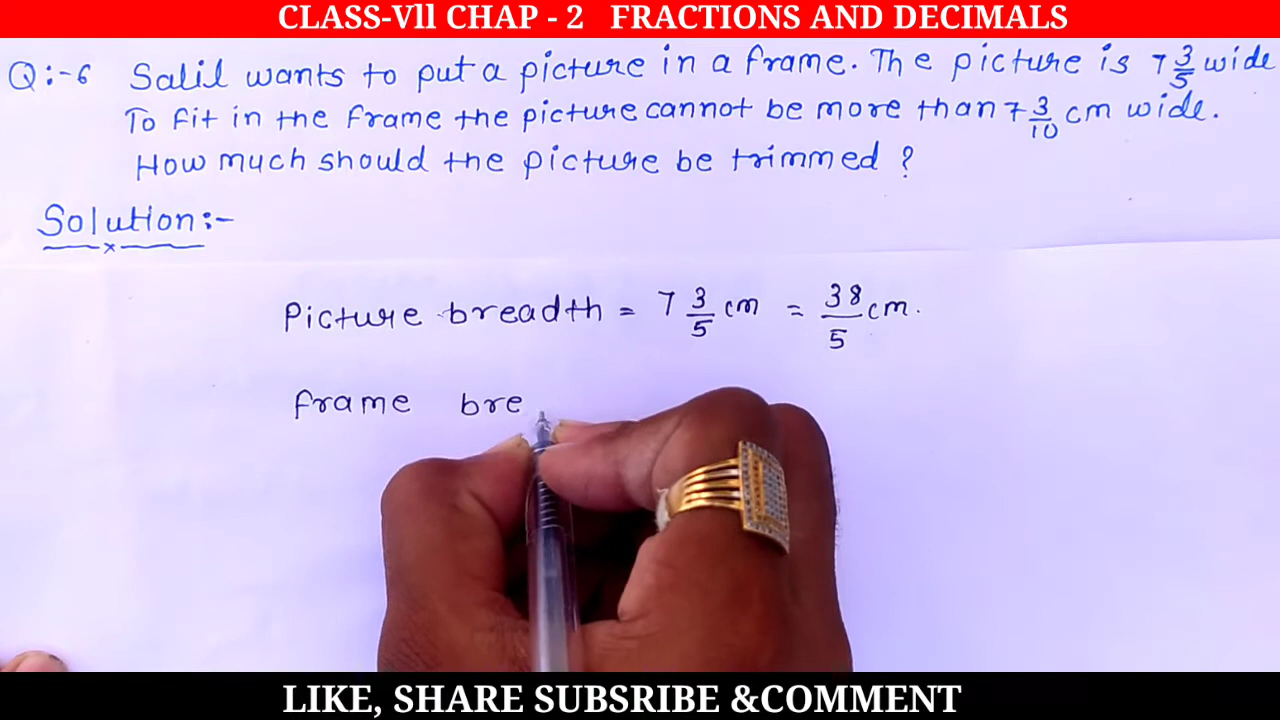 CLASS-Vll CHAP - 2 FRACTIONS AND DECIMALS
Q:-6 Salil wants to put a picture in a frame. The picture is 7 3/5 wide
To fit in the frame the picture cannot be more than 7 3/10 cm wide.
How much should the picture be trimmed ?
Solution:-
Picture breadth = 7 3/5 cm = 38/5 cm.
frame bre
LIKE, SHARE SUBSRIBE &COMMENT